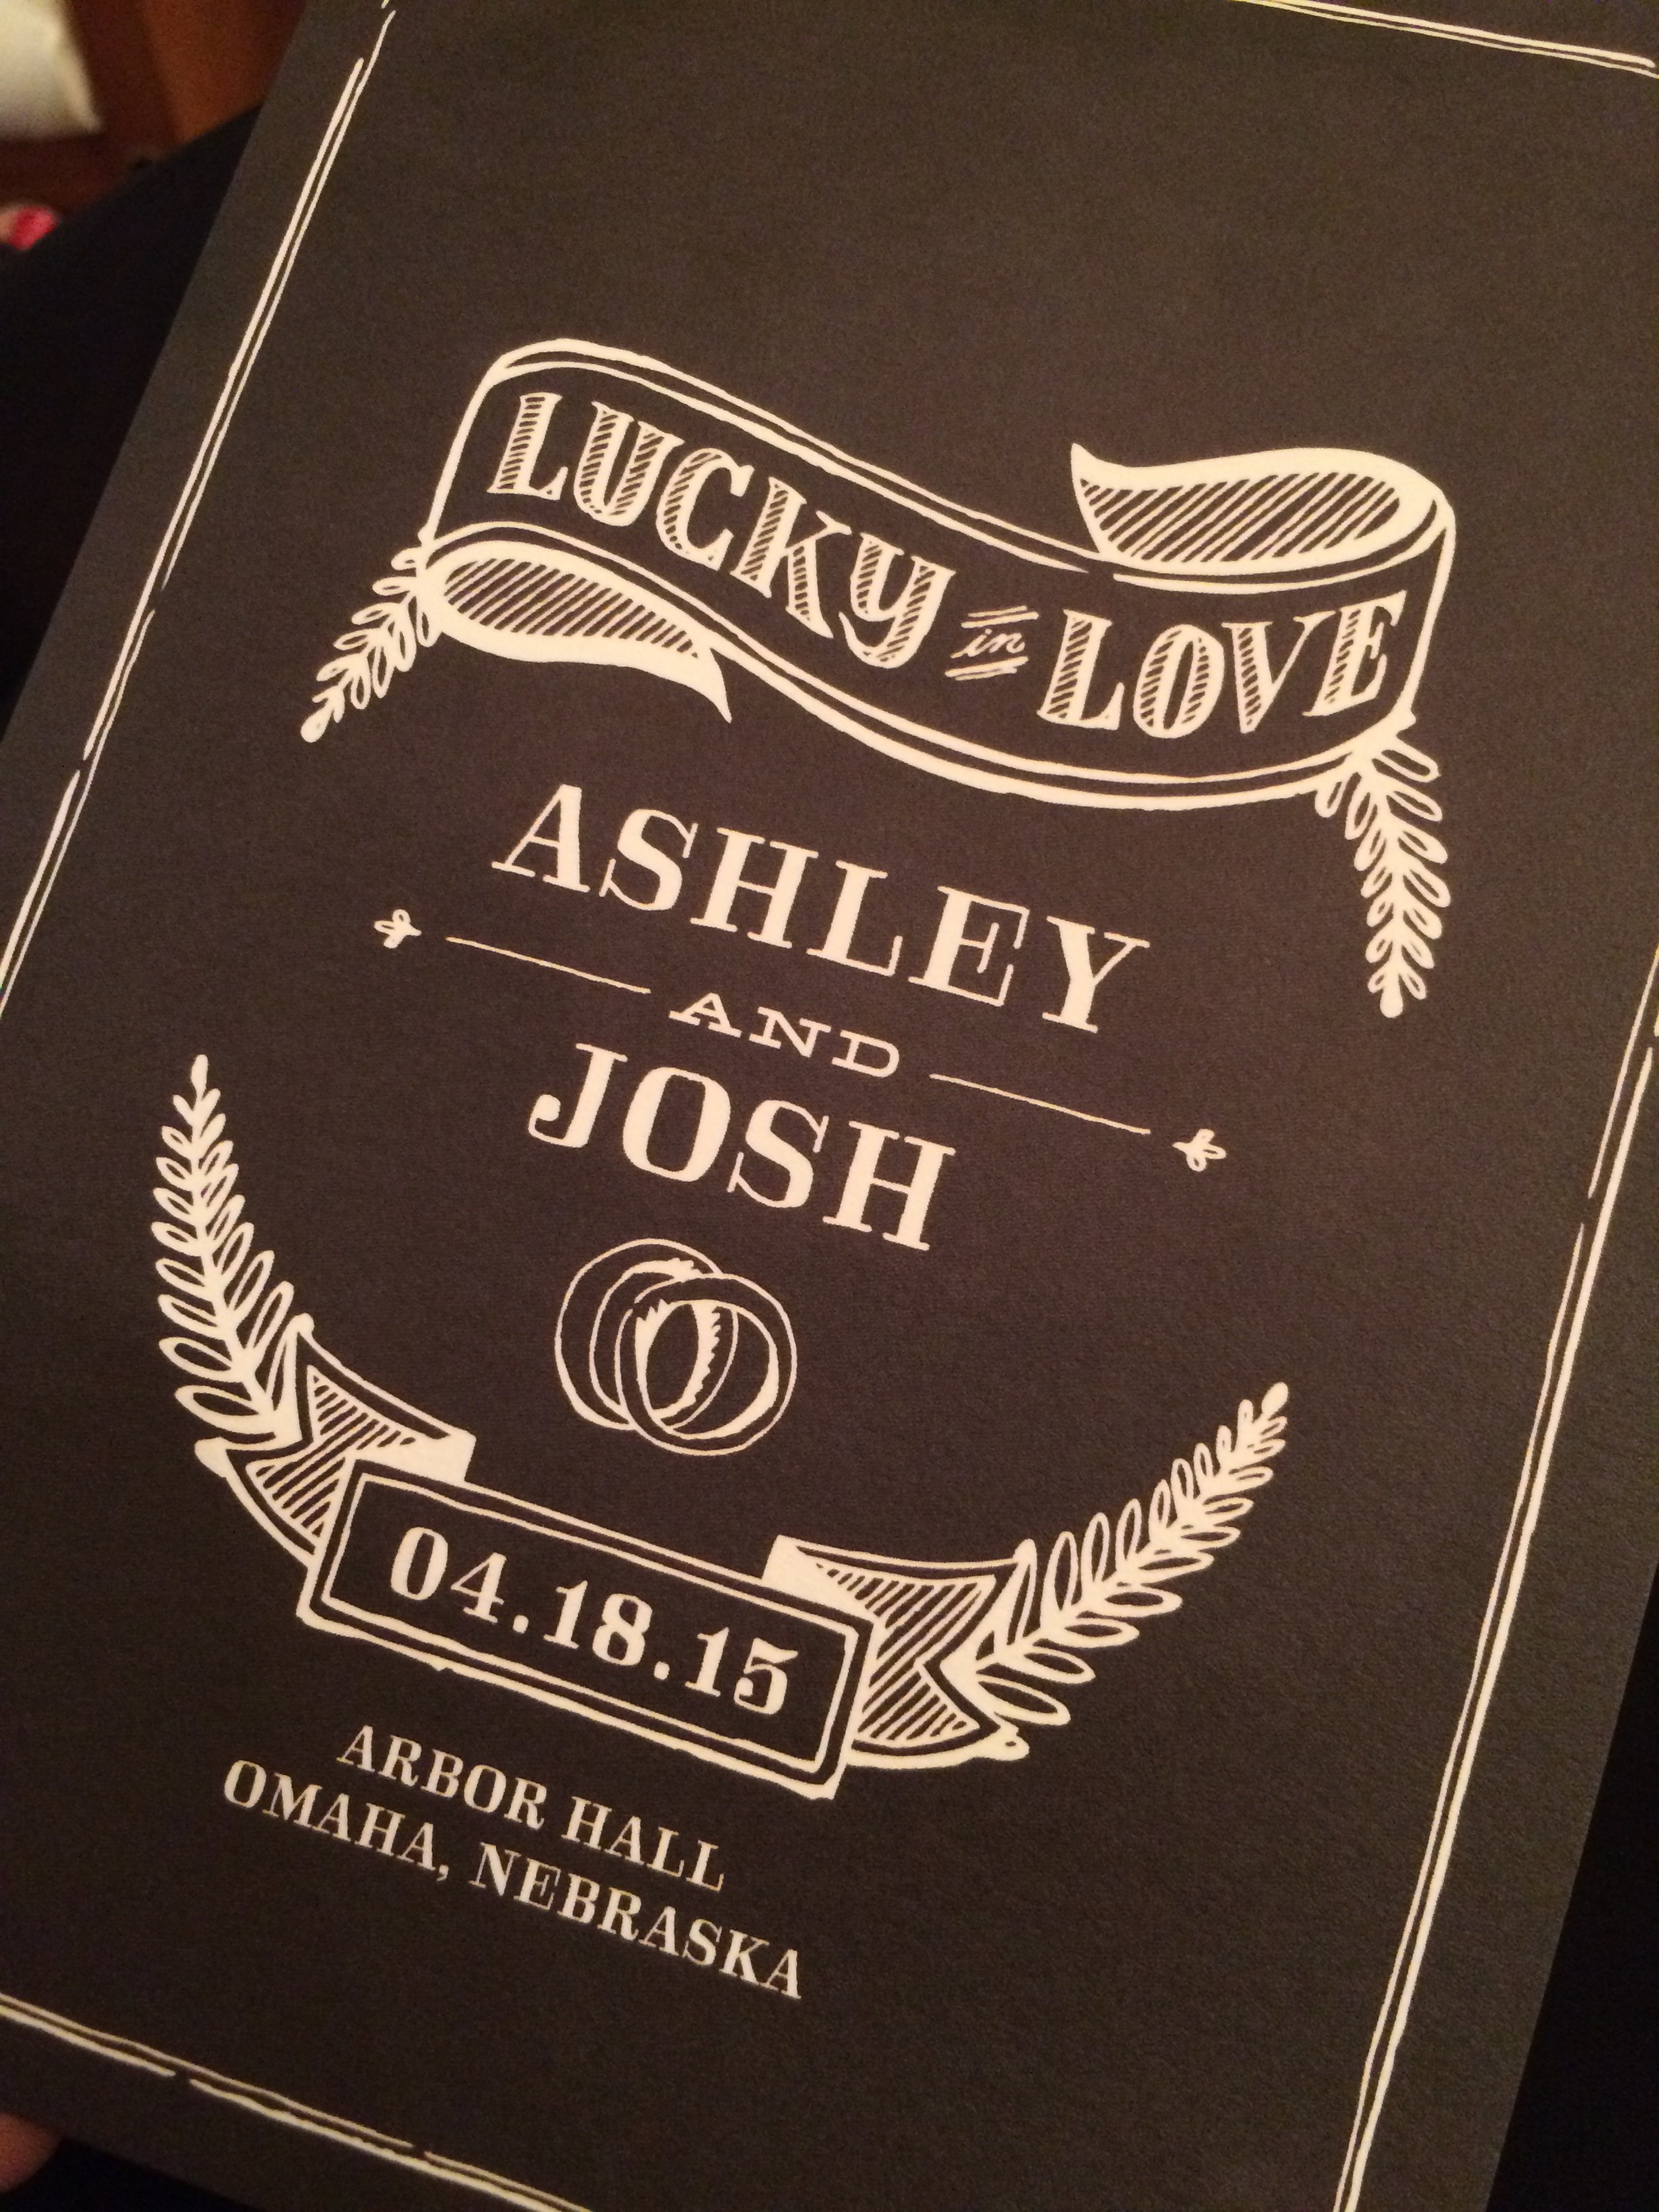 LUCKY in LOVE
ASHLEY
AND
JOSH
04.18.15
ARBOR HALL
OMAHA, NEBRASKA